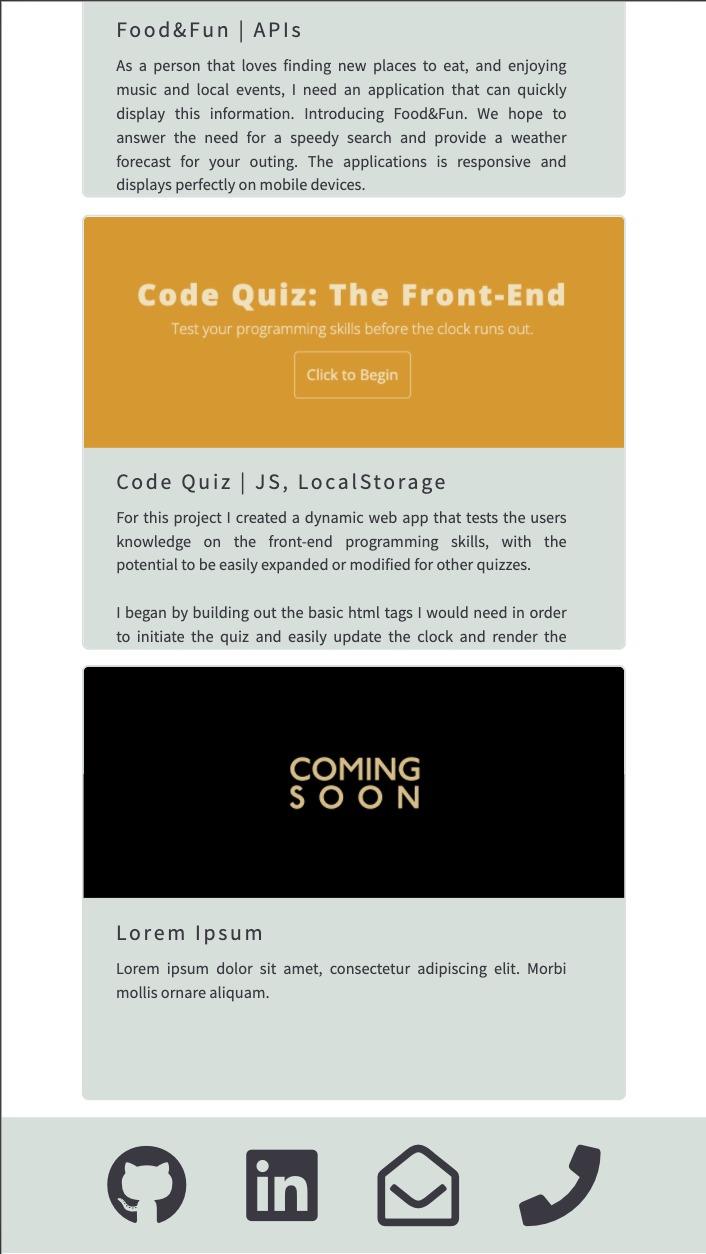 Food&Fun | APIs
As a person that loves finding new places to eat, and enjoying
music and local events, I need an application that can quickly
display this information. Introducing Food&Fun. We hope to
answer the need for a speedy search and provide a weather
forecast for your outing. The applications is responsive and
displays perfectly on mobile devices.
Code Quiz: The Front-End
Test your programming skills before the clock runs out.
Click to Begin
Code Quiz | JS, LocalStorage
For this project I created a dynamic web app that tests the users
knowledge on the front-end programming skills, with the
potential to be easily expanded or modified for other quizzes.
I began by building out the basic html tags I would need in order
to initiate the quiz and easily update the clock and render the
COMING
SOON
Lorem Ipsum
Lorem ipsum dolor sit amet, consectetur adipiscing elit. Morbi
mollis ornare aliquam.
in